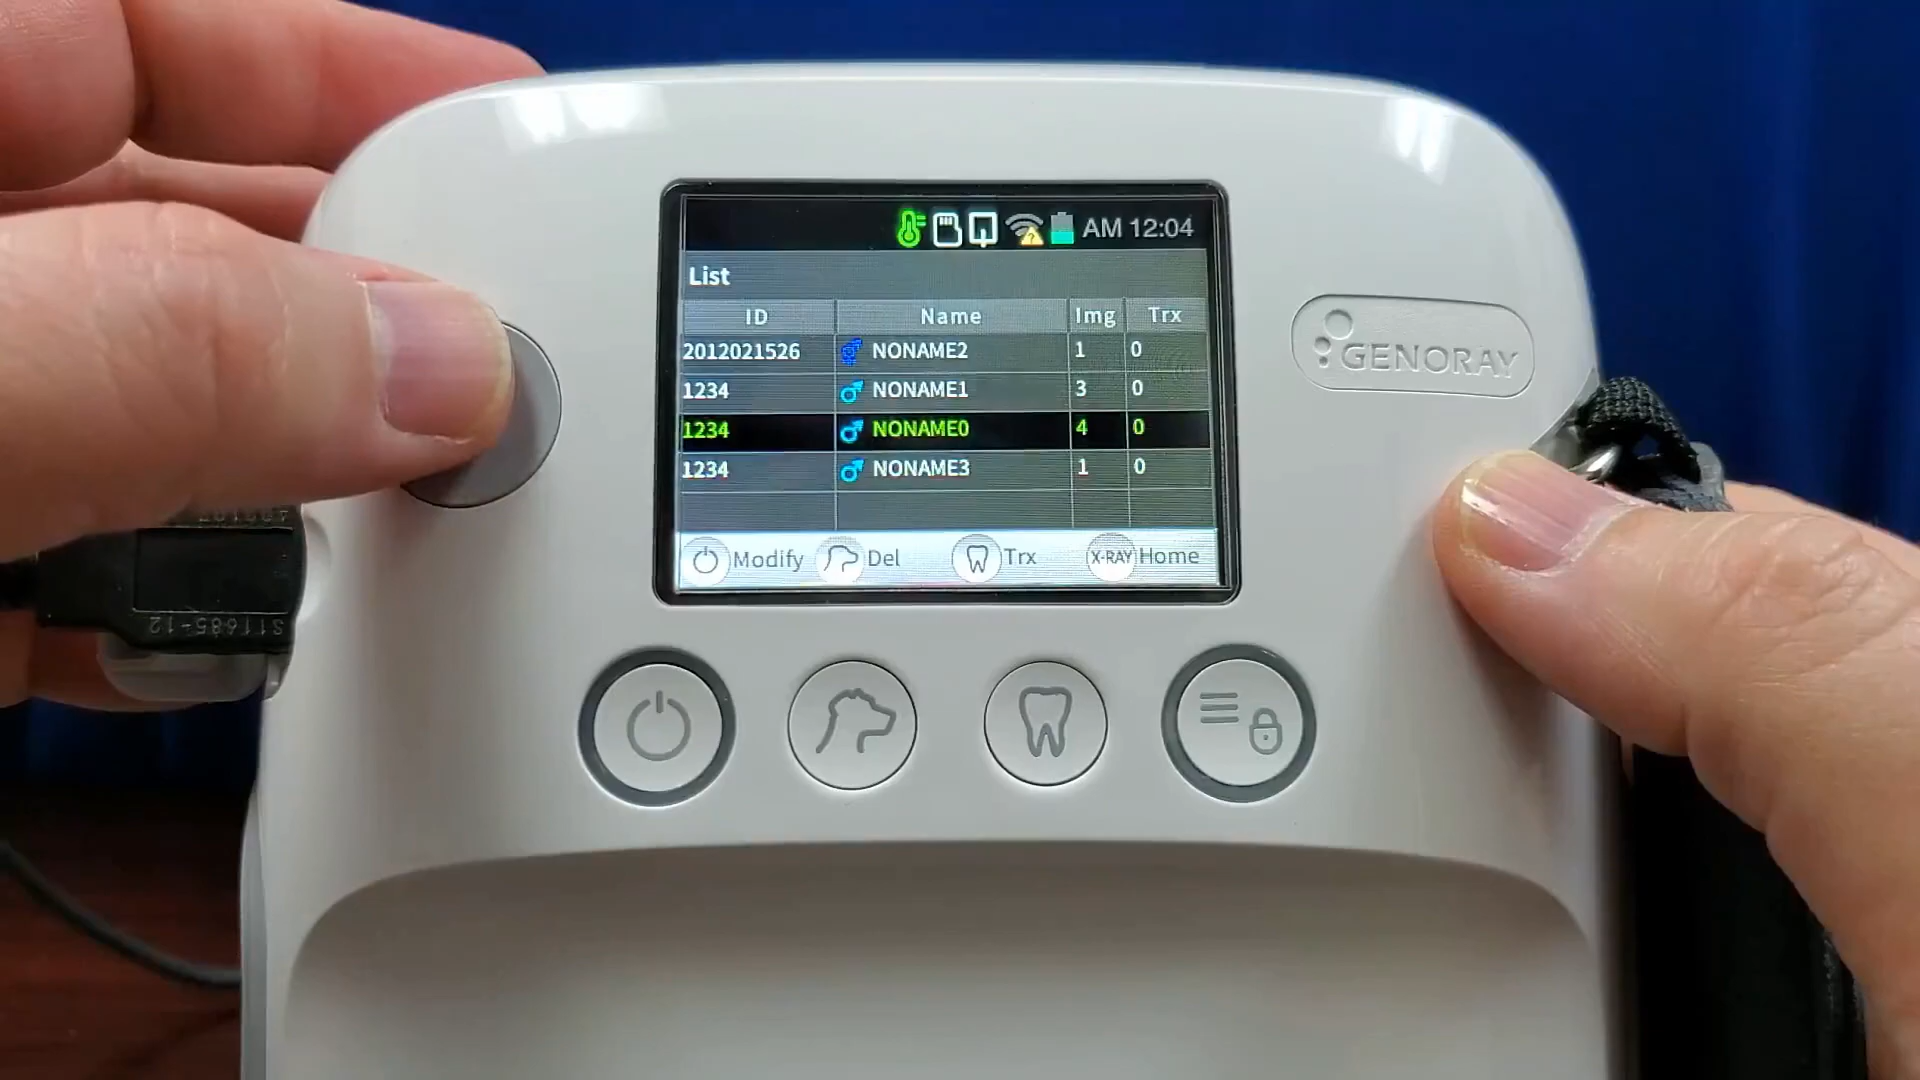 AM 12:04
List
ID Name Img Trx
2012021526 NONAME2 1 0
1234 NONAME1 3 0
1234 NONAME0 4 0
1234 NONAME3 1 0
Modify Del Trx X-RAY Home
GENORAY
S11685-12